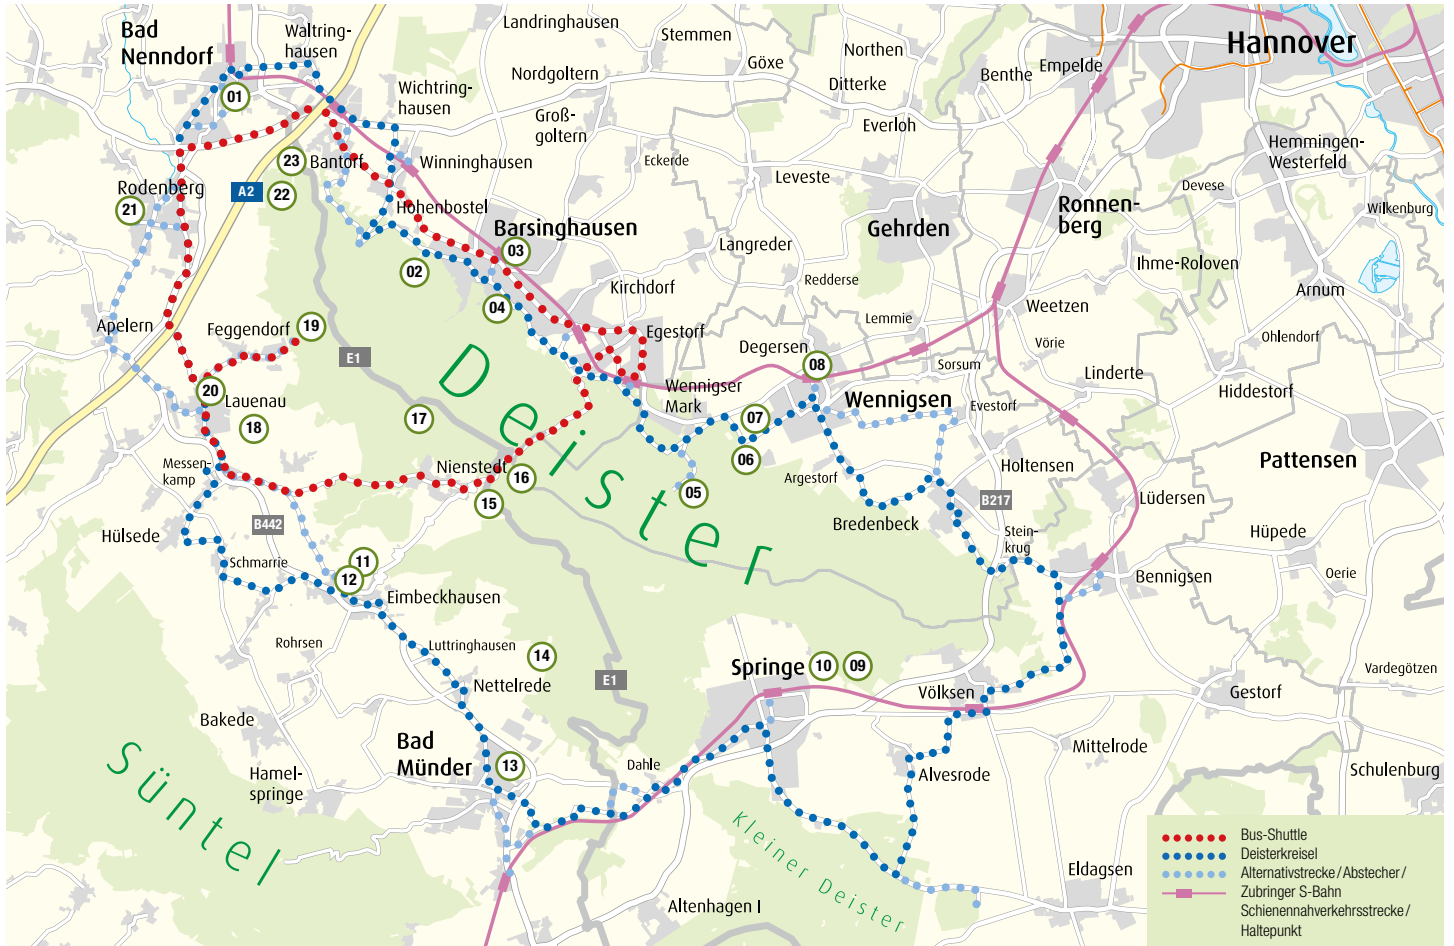 Bad
Nenndorf
Waltring-
hausen
Landringhausen
Stemmen
Northen
Göxe
Nordgoltern
Ditterke
Benthe
Empelde
Hannover
01
Wichtring-
hausen
Groß-
goltern
Everloh
23
Bantorf
Winninghausen
Eckerde
Hemmingen-
Westerfeld
Rodenberg
A2
22
21
Leveste
Devese
Wilkenburg
Hohenbostel
Barsinghausen
Gehrden
Ronnen-
berg
03
Langreder
02
Kirchdorf
Redderse
Ihme-Roloven
Arnum
04
Weetzen
Apelern
Feggendorf
19
Egestorf
Lemmie
Degersen
Vörie
Ohlendorf
E1
Deister
08
Sorsum
Linderte
Hiddestorf
20
Lauenau
18
17
Wennigser
Mark
07
Wennigsen
Evestorf
Messen-
kamp
Nienstedt
16
15
06
05
Argestorf
Holtensen
Pattensen
B217
Lüdersen
Hülsede
B442
Bredenbeck
Stein-
krug
Hüpede
Schmarrie
11
12
Eimbeckhausen
Bennigsen
Oerie
Rohrsen
Luttringhausen
14
Nettelrede
E1
Springe
10
09
Völksen
Gestorf
Vardegötzen
Bakede
Bad
Münder
13
Dahle
Mittelrode
Hamel-
springe
Alvesrode
Schulenburg
Süntel
Kleiner Deister
Altenhagen I
Eldagsen
Bus-Shuttle
Deisterkreisel
Alternativstrecke/Abstecher/
Zubringer S-Bahn
Schienennahverkehrsstrecke/
Haltepunkt